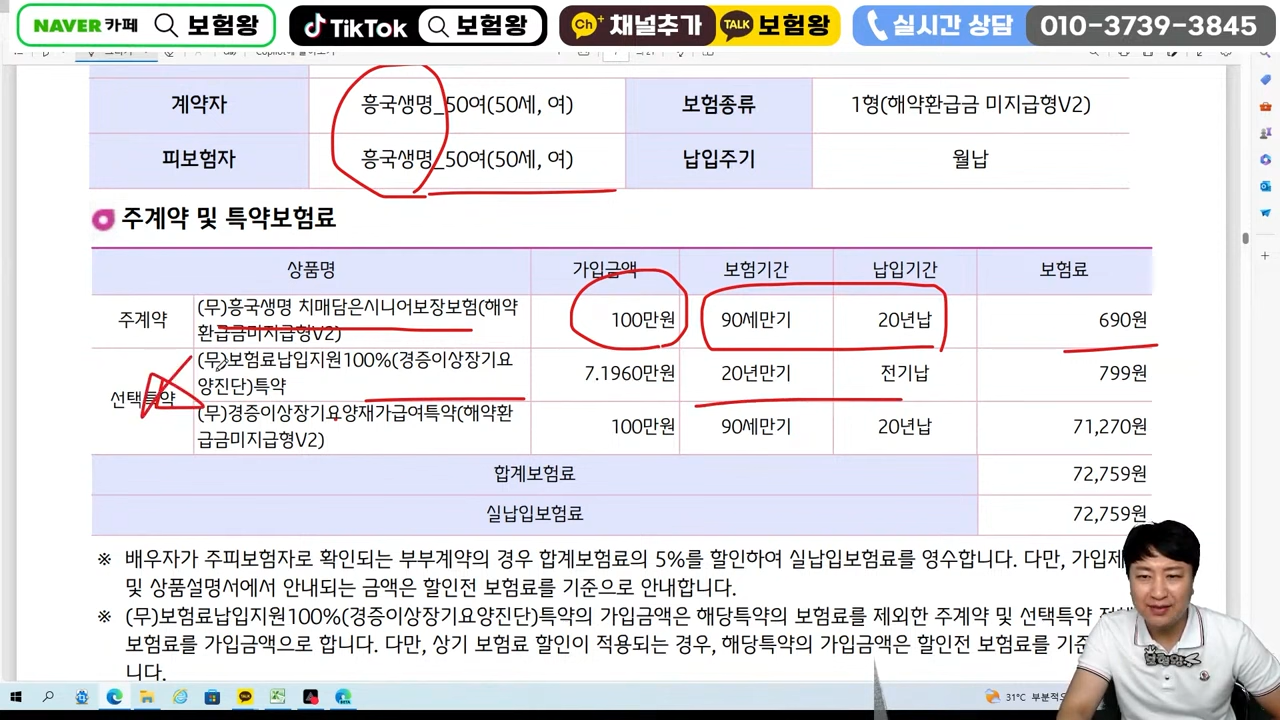 NAVER 카페 보험왕 TikTok 보험왕 Ch+ 채널추가 TALK 보험왕 실시간 상담 010-3739-3845
계약자 흥국생명_50여(50세, 여) 보험종류 1형(해약환급금 미지급형V2)
피보험자 흥국생명_50여(50세, 여) 납입주기 월납
주계약 및 특약보험료
상품명 가입금액 보험기간 납입기간 보험료
주계약 (무)흥국생명 치매담은시니어보장보험(해약
환급금미지급형V2) 100만원 90세만기 20년납 690원
선택특약 (무)보험료납입지원100%(경증이상장기요
양진단)특약 7.1960만원 20년만기 전기납 799원
(무)경증이상장기요양재가급여특약(해약환
급금미지급형V2) 100만원 90세만기 20년납 71,270원
합계보험료 72,759원
실납입보험료 72,759원
※ 배우자가 주피보험자로 확인되는 부부계약의 경우 합계보험료의 5%를 할인하여 실납입보험료를 영수합니다. 다만, 가입제
및 상품설명서에서 안내되는 금액은 할인전 보험료를 기준으로 안내합니다.
※ (무)보험료납입지원100%(경증이상장기요양진단)특약의 가입금액은 해당특약의 보험료를 제외한 주계약 및 선택특약
보험료를 가입금액으로 합니다. 다만, 상기 보험료 할인이 적용되는 경우, 해당특약의 가입금액은 할인전 보험료를 기준
니다.
보험왕
31°C 부분적